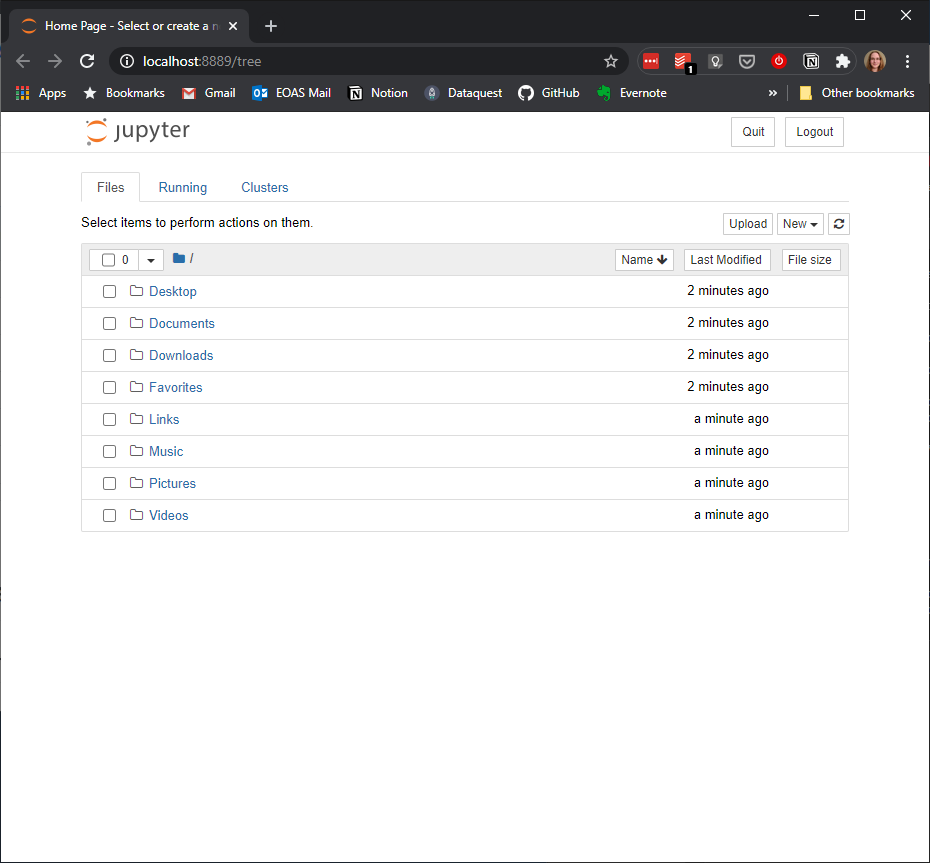 Home Page - Select or create a n
localhost:8889/tree
1
Apps Bookmarks Gmail EOAS Mail Notion Dataquest GitHub Evernote » Other bookmarks
jupyter Quit Logout
Files Running Clusters
Select items to perform actions on them.
Upload New
0 / Name Last Modified File size
Desktop 2 minutes ago
Documents 2 minutes ago
Downloads 2 minutes ago
Favorites 2 minutes ago
Links a minute ago
Music a minute ago
Pictures a minute ago
Videos a minute ago